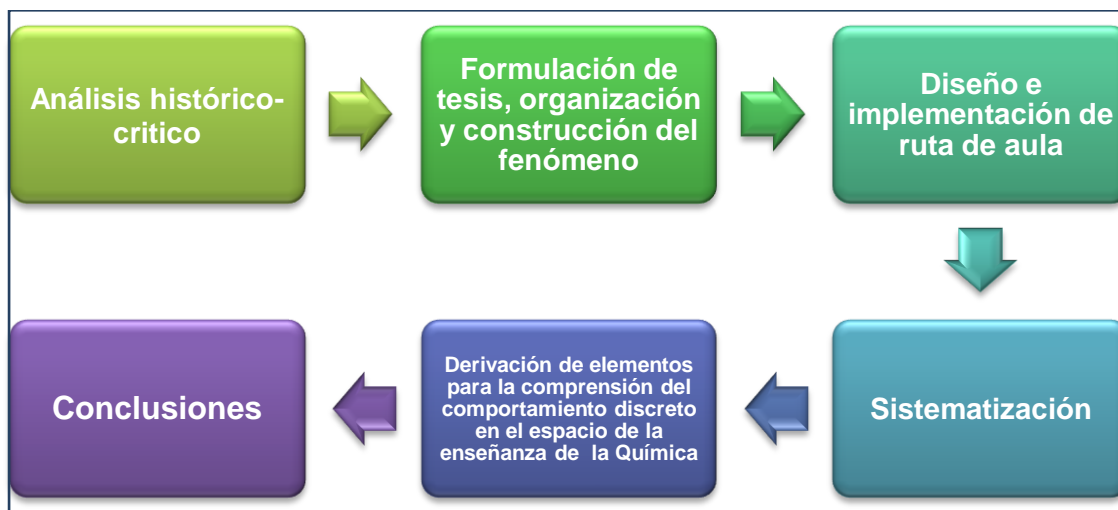 Análisis histórico-
critico
Formulación de
tesis, organización
y construcción del
fenómeno
Diseño e
implementación de
ruta de aula
Sistematización
Derivación de elementos
para la comprensión del
comportamiento discreto
en el espacio de la
enseñanza de la Química
Conclusiones